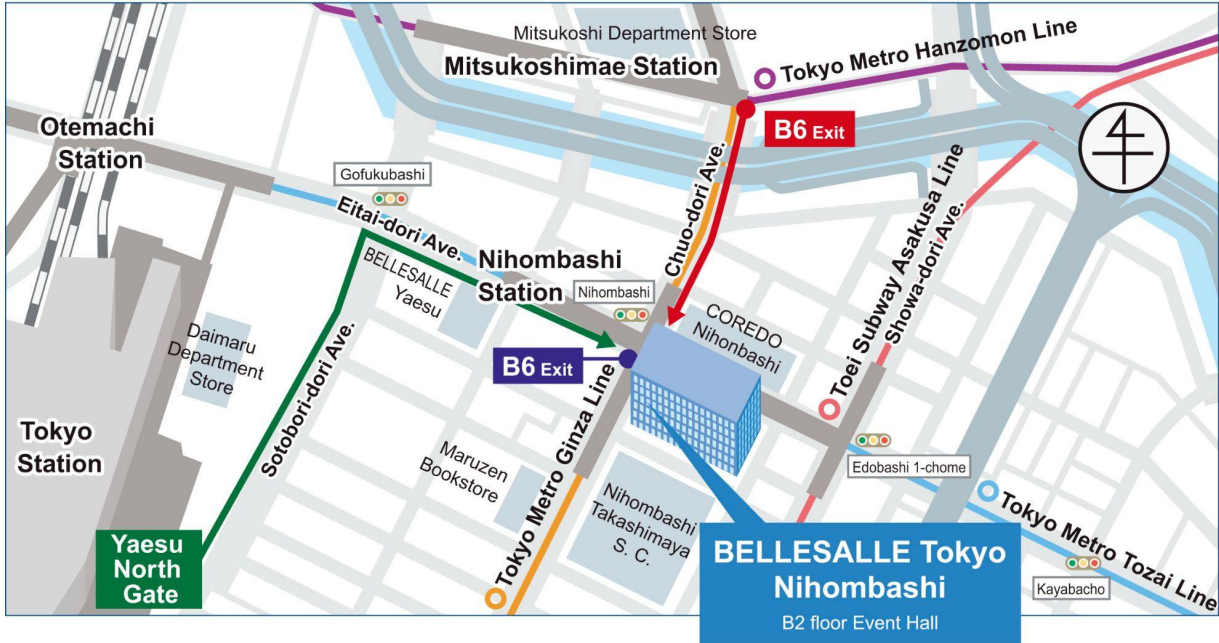 Mitsukoshi Department Store
Mitsukoshimae Station
Tokyo Metro Hanzomon Line
B6 Exit
Otemachi
Station
Gofukubashi
Eitai-dori Ave.
Chuo-dori Ave.
Toei Subway Asakusa Line
Showa-dori Ave.
Nihombashi
Station
Nihombashi
BELLESALLE
Yaesu
COREDO
Nihonbashi
B6 Exit
Daimaru
Department
Store
Sotobori-dori Ave.
Tokyo
Station
Maruzen
Bookstore
Tokyo Metro Ginza Line
Nihombashi
Takashimaya
S. C.
Edobashi 1-chome
Tokyo Metro Tozai Line
Kayabacho
Yaesu
North
Gate
BELLESALLE Tokyo
Nihombashi
B2 floor Event Hall